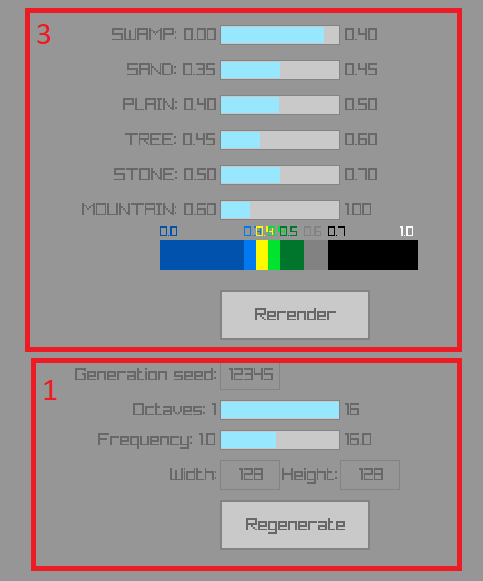 3
SWAMP: 0.00 0.40
SAND: 0.35 0.45
PLAIN: 0.40 0.50
TREE: 0.45 0.60
STONE: 0.50 0.70
MOUNTAIN: 0.60 1.00
0.0 0.4 0.5 0.6 0.7 1.0
Rerender
1
Generation seed: 12345
Octaves: 1 16
Frequency: 1.0 16.0
Width: 128 Height: 128
Regenerate